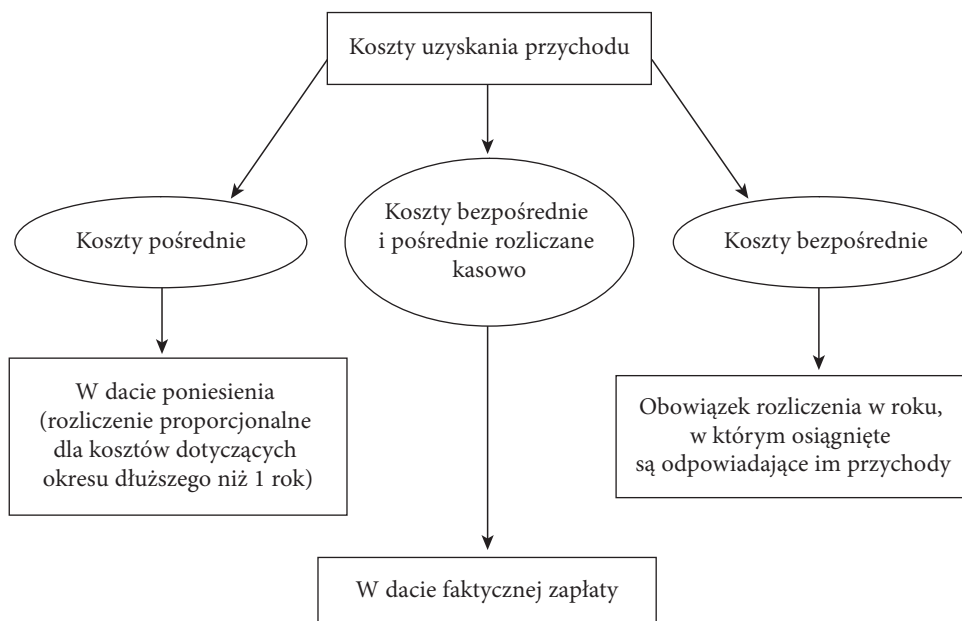 Koszty uzyskania przychodu
Koszty pośrednie
Koszty bezpośrednie
i pośrednie rozliczane
kasowo
Koszty bezpośrednie
W dacie poniesienia
(rozliczenie proporcjonalne
dla kosztów dotyczących
okresu dłuższego niż 1 rok)
Obowiązek rozliczenia w roku,
w którym osiągnięte
są odpowiadające im przychody
W dacie faktycznej zapłaty